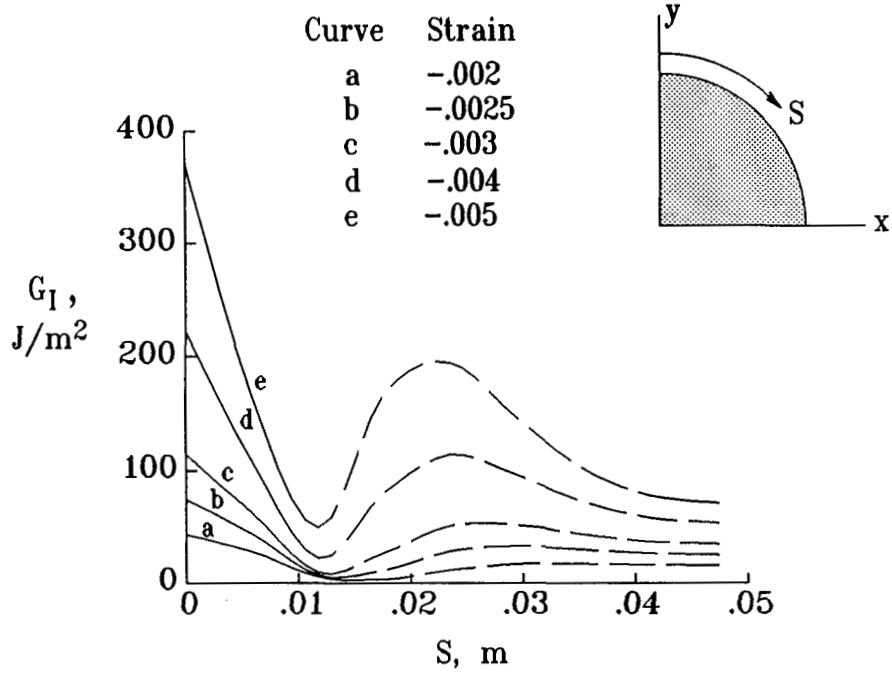 Curve Strain
a -.002
b -.0025
c -.003
d -.004
e -.005
y
S
x
400
300
200
100
0
G_I ,
J/m²
e
d
c
b
a
0 .01 .02 .03 .04 .05
S, m